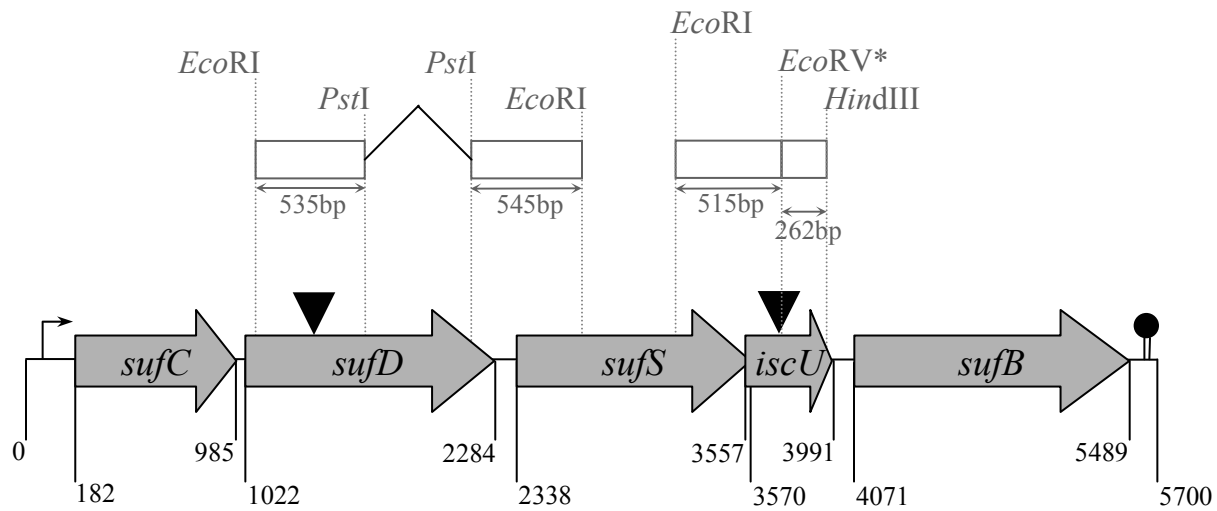 EcoRI
EcoRI
PstI
EcoRV*
PstI
EcoRI
HindIII
535bp
545bp
515bp
262bp
sufC
sufD
sufS
iscU
sufB
0
985
2284
3557
3991
5489
182
1022
2338
3570
4071
5700